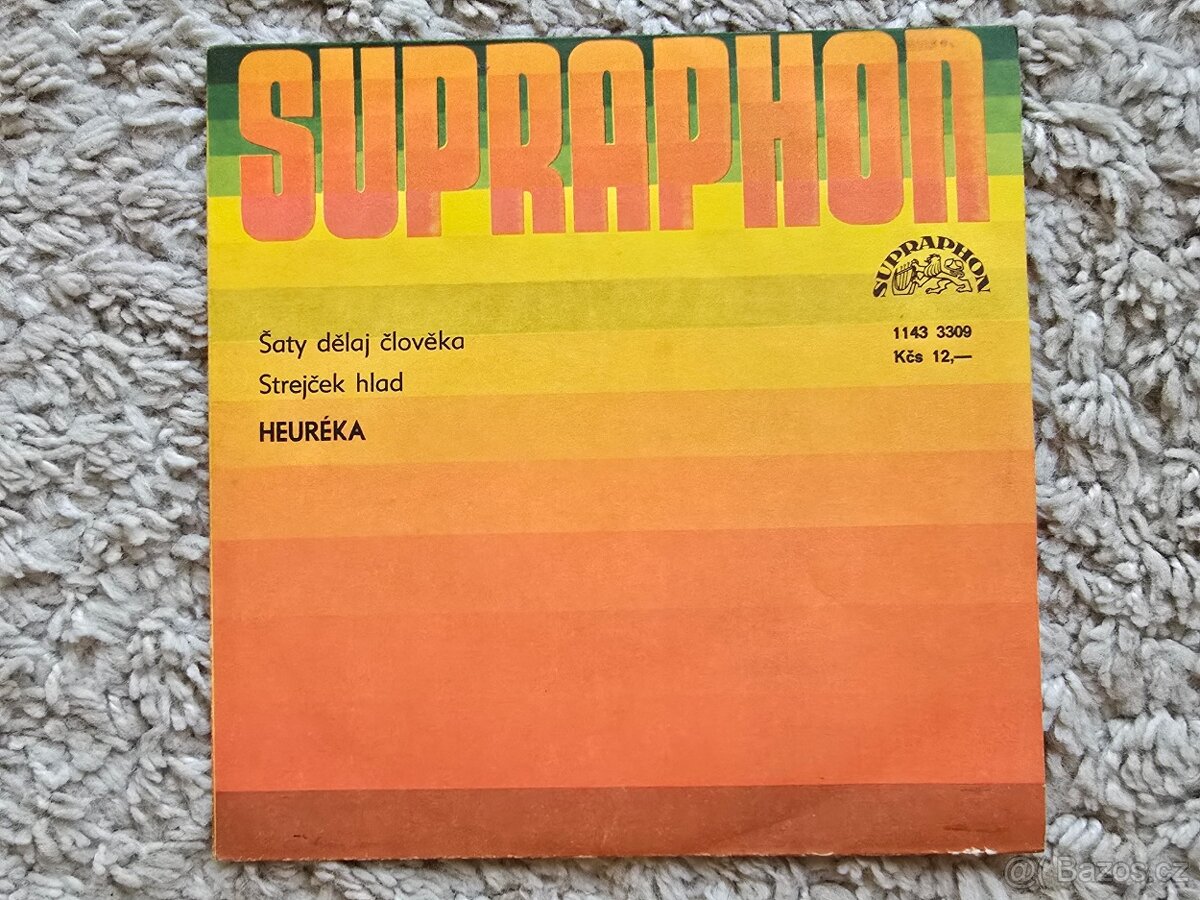 SUPRAPHON
SUPRAPHON
1143 3309
Kčs 12,—
Šaty dělaj člověka
Strejček hlad
HEURÉKA
Bazos.cz